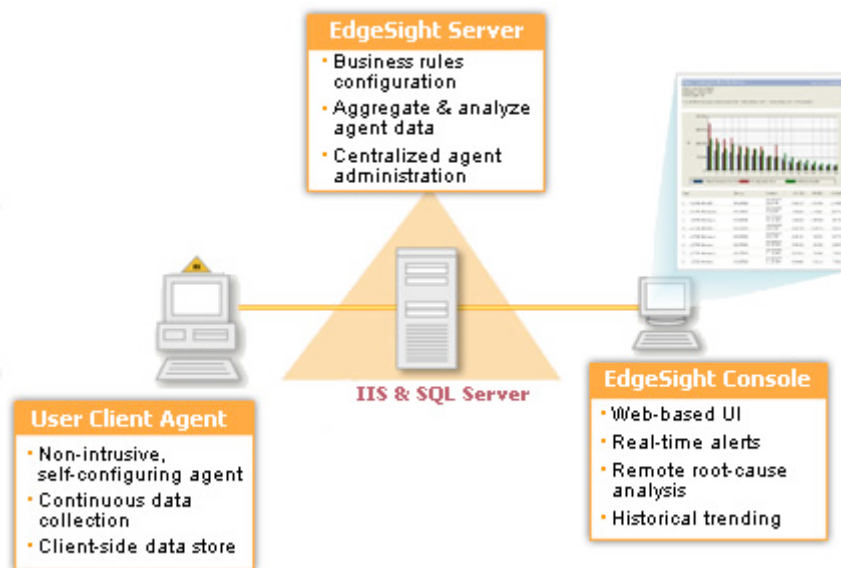 EdgeSight Server
• Business rules
configuration
• Aggregate & analyze
agent data
• Centralized agent
administration
IIS & SQL Server
User Client Agent
• Non-intrusive,
self-configuring agent
• Continuous data
collection
• Client-side data store
EdgeSight Console
• Web-based UI
• Real-time alerts
• Remote root-cause
analysis
• Historical trending